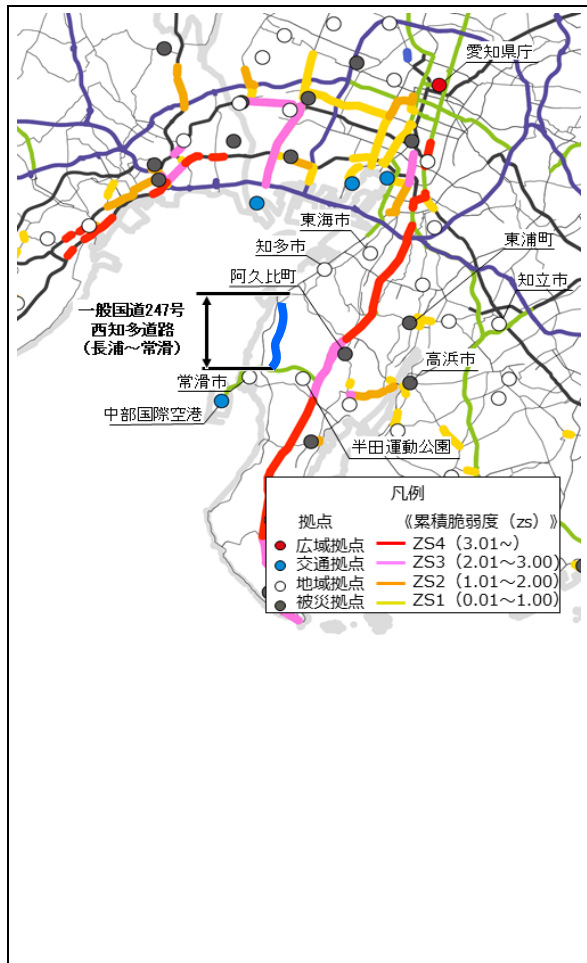 愛知県庁
東海市
東浦町
知多市
阿久比町
知立市
一般国道247号
西知多道路
（長浦～常滑）
高浜市
常滑市
中部国際空港
半田運動公園
凡例
拠点 《累積脆弱度（zs）》
広域拠点 ZS4（3.01～）
交通拠点 ZS3（2.01～3.00）
地域拠点 ZS2（1.01～2.00）
被災拠点 ZS1（0.01～1.00）